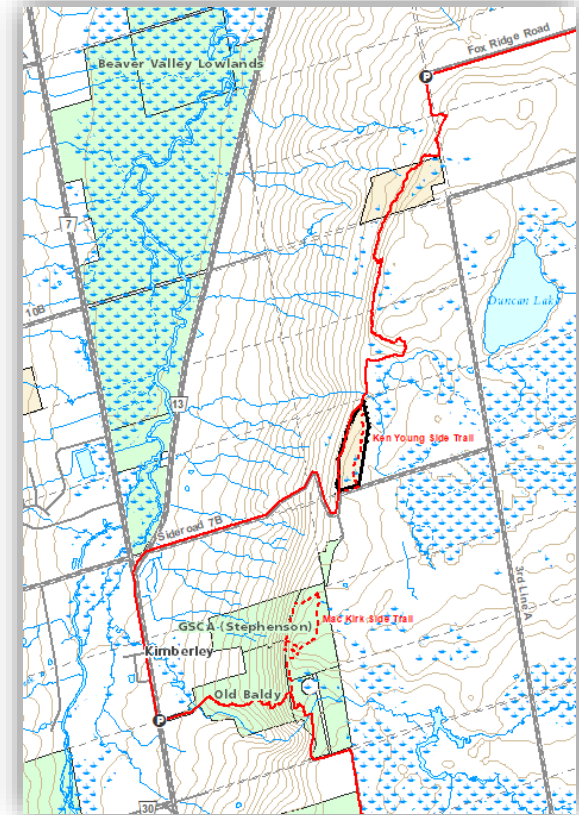 Fox Ridge Road
Beaver Valley Lowlands
P
7
Duncan Lake
10B
13
Ken Young Side Trail
Sideroad 7B
3rd Line A
Mac Kirk Side Trail
GSCA (Stephenson)
Kimberley
Old Baldy
P
30